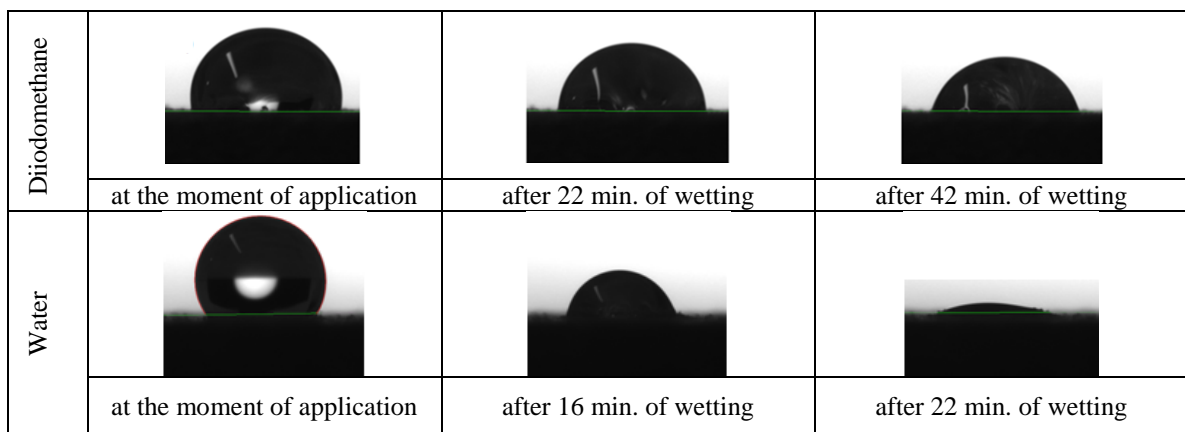 Diiodomethane
at the moment of application
after 22 min. of wetting
after 42 min. of wetting
Water
at the moment of application
after 16 min. of wetting
after 22 min. of wetting